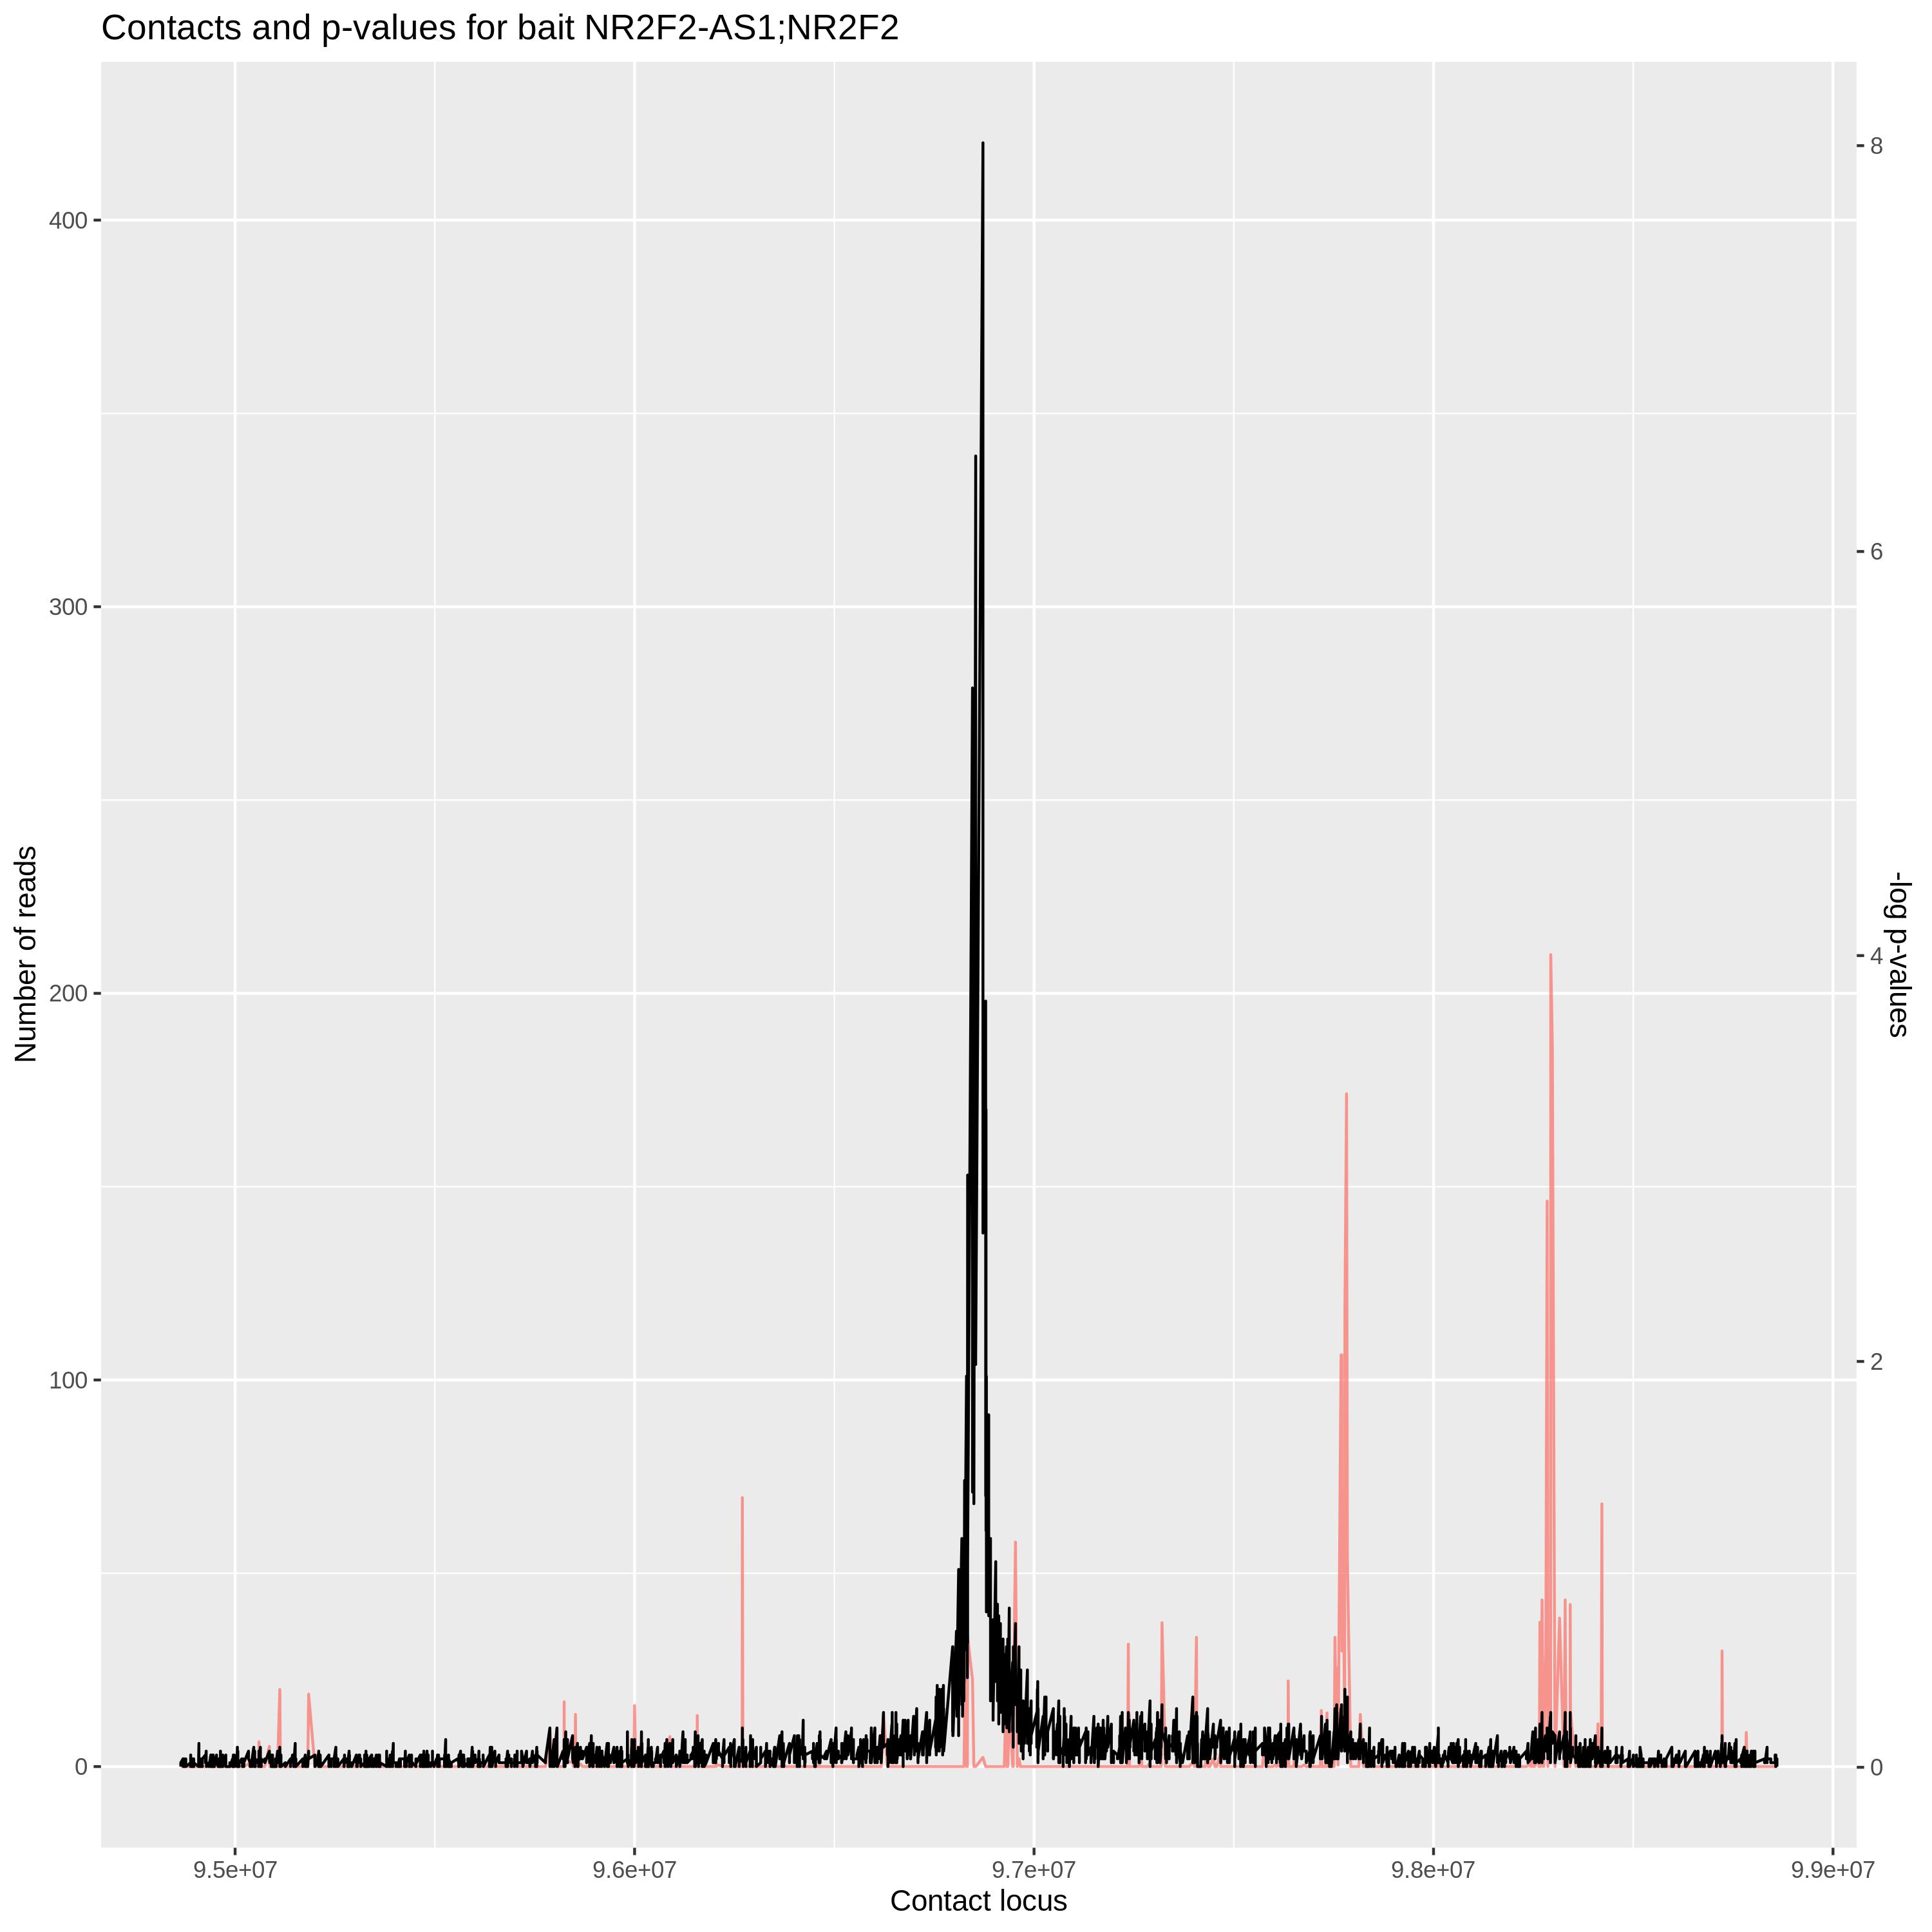 Contacts and p-values for bait NR2F2-AS1;NR2F2
Number of reads
400
300
200
100
0
8
6
4
2
0
-log p-values
9.5e+07
9.6e+07
9.7e+07
9.8e+07
9.9e+07
Contact locus